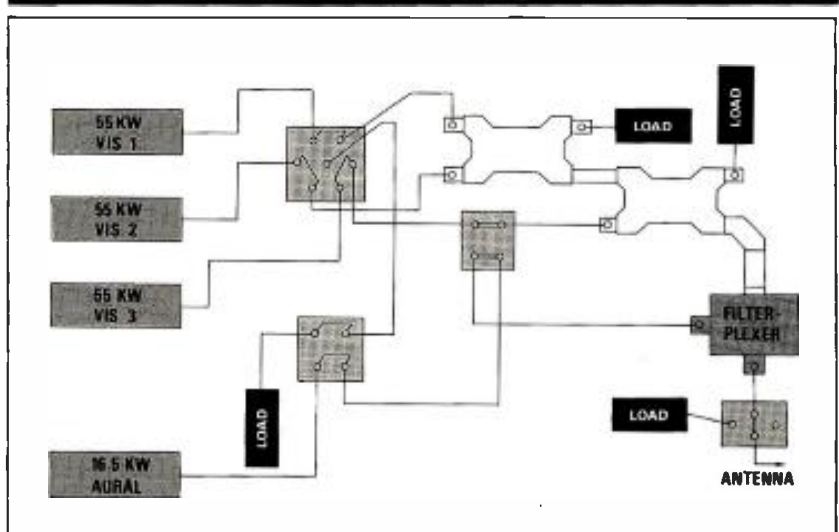 55 KW
VIS 1
55 KW
VIS 2
55 KW
VIS 3
16.5 KW
AURAL
LOAD
LOAD
LOAD
FILTER-
PLEXER
LOAD
ANTENNA